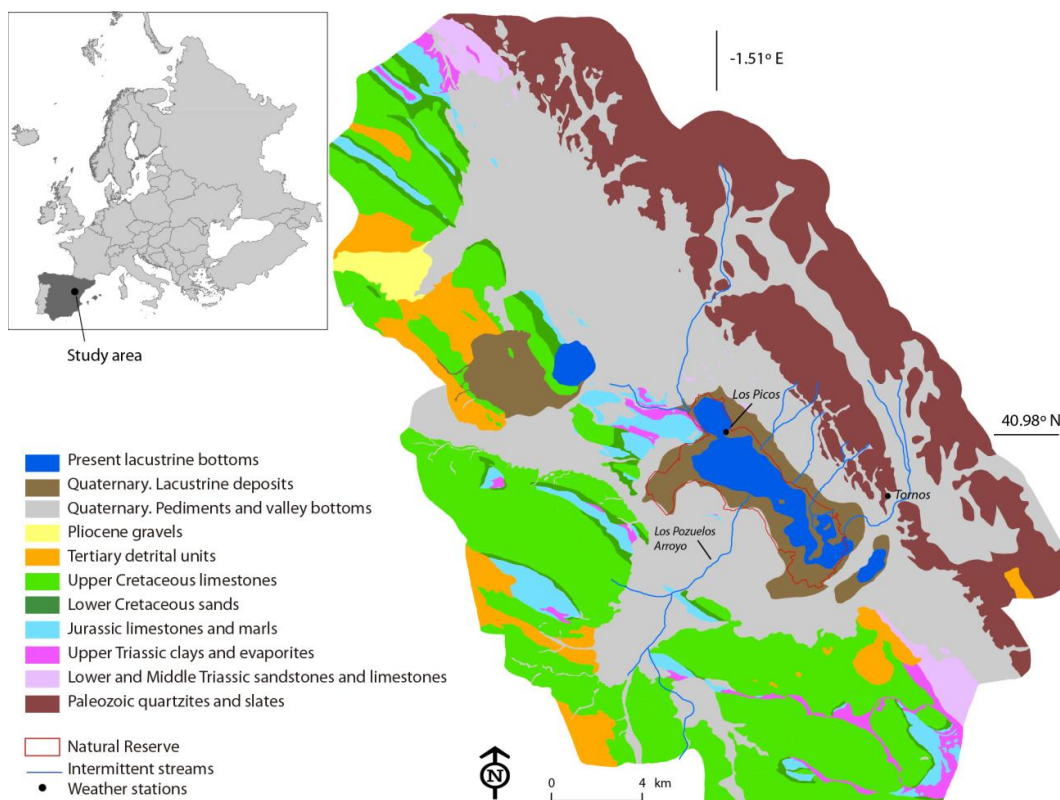 -1.51º E
Study area
40.98º N
Los Picos
Tornos
Los Pozuelos
Arroyo
Present lacustrine bottoms
Quaternary. Lacustrine deposits
Quaternary. Pediments and valley bottoms
Pliocene gravels
Tertiary detrital units
Upper Cretaceous limestones
Lower Cretaceous sands
Jurassic limestones and marls
Upper Triassic clays and evaporites
Lower and Middle Triassic sandstones and limestones
Paleozoic quartzites and slates
Natural Reserve
Intermittent streams
Weather stations
N
0 4 km